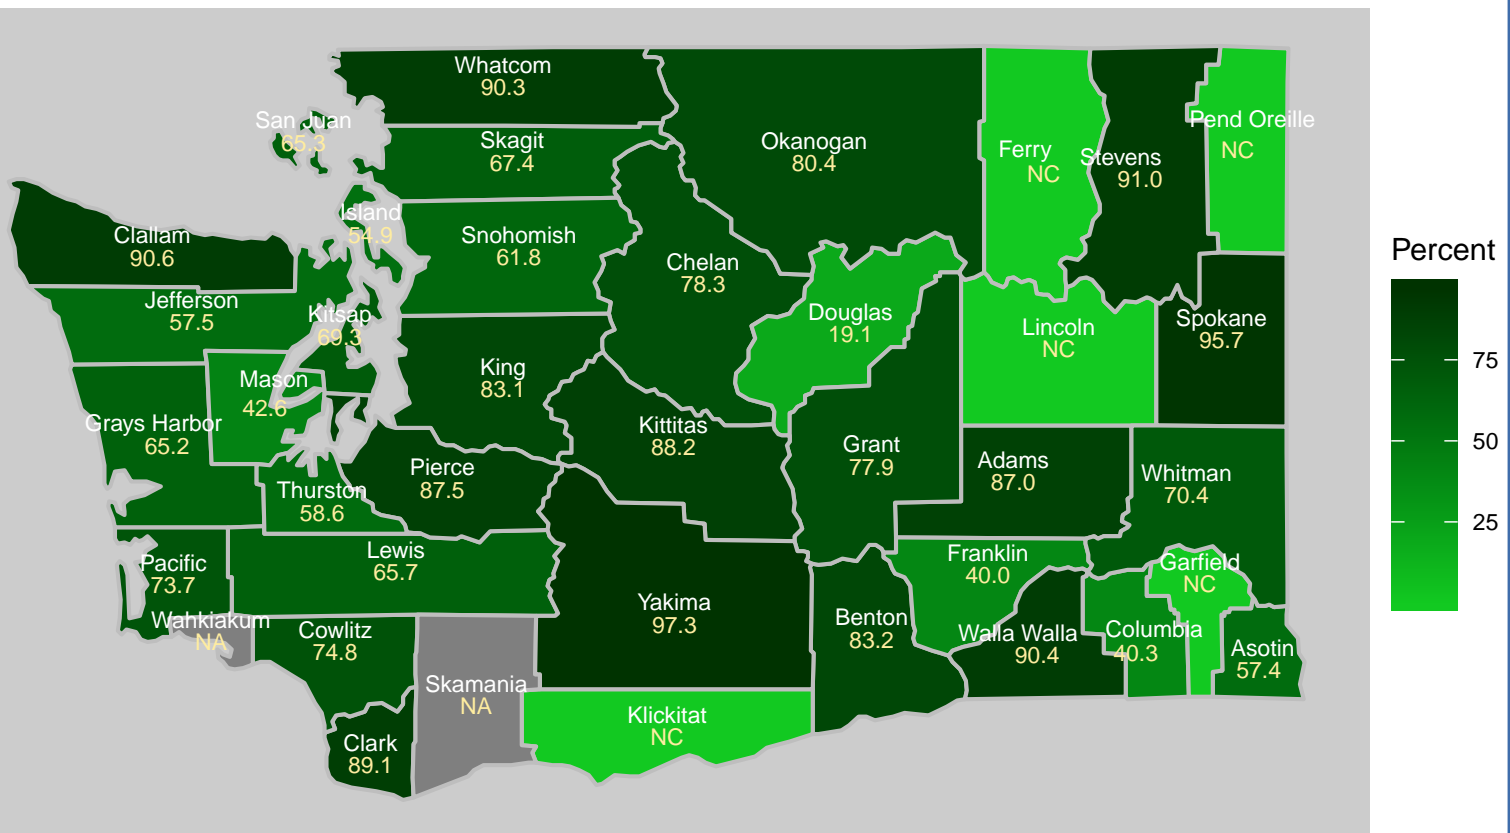 Whatcom
90.3
San Juan
65.3
Skagit
67.4
Okanogan
80.4
Ferry
NC
Stevens
91.0
Pend Oreille
NC
Island
54.9
Clallam
90.6
Snohomish
61.8
Chelan
78.3
Jefferson
57.5
Kitsap
69.3
Douglas
19.1
Lincoln
NC
Spokane
95.7
King
83.1
Mason
42.6
Grays Harbor
65.2
Kittitas
88.2
Grant
77.9
Adams
87.0
Whitman
70.4
Pierce
87.5
Thurston
58.6
Lewis
65.7
Pacific
73.7
Franklin
40.0
Garfield
NC
Yakima
97.3
Benton
83.2
Wahkiakum
NA
Cowlitz
74.8
Walla Walla
90.4
Columbia
40.3
Asotin
57.4
Skamania
NA
Klickitat
NC
Clark
89.1
Percent
75
50
25